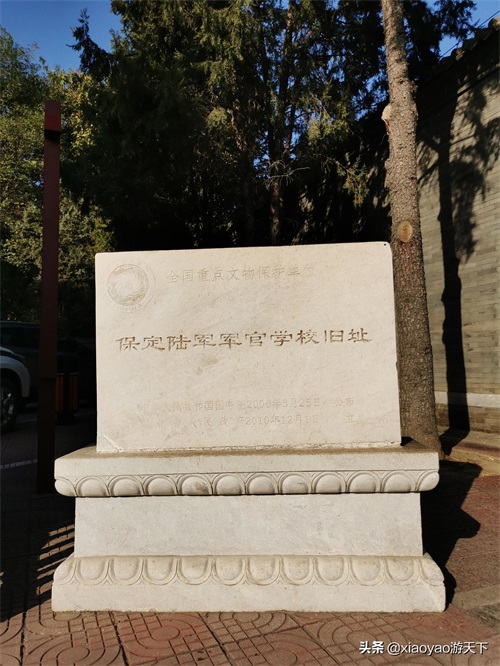 全国重点文物保护单位
保定陆军军官学校旧址
国 2006年5月25日 公布
2010年12月
头条 @xiaoyao游天下